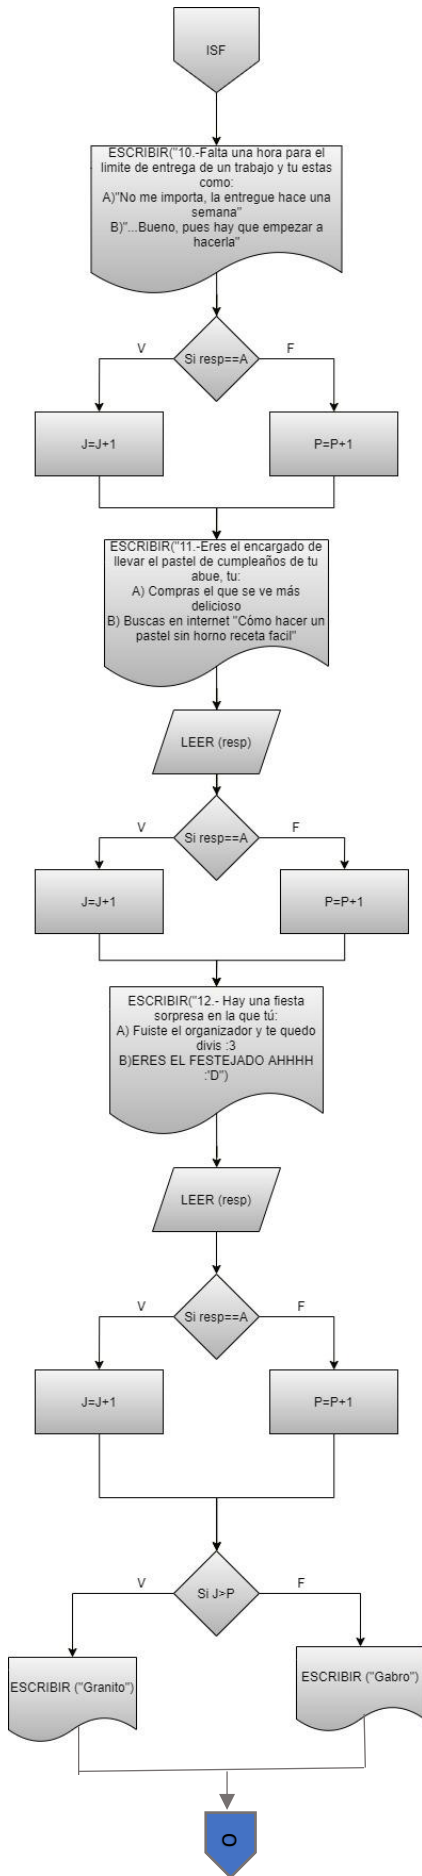 ISF
ESCRIBIR("10.-Falta una hora para el
limite de entrega de un trabajo y tu estas
como:
A)"No me importa, la entregue hace una
semana"
B)"...Bueno, pues hay que empezar a
hacerla"
V
Si resp==A
F
J=J+1
P=P+1
ESCRIBIR("11.-Eres el encargado de
llevar el pastel de cumpleaños de tu
abue, tu:
A) Compras el que se ve más
delicioso
B) Buscas en internet "Cómo hacer un
pastel sin horno receta facil"
LEER (resp)
V
Si resp==A
F
J=J+1
P=P+1
ESCRIBIR("12.- Hay una fiesta
sorpresa en la que tú:
A) Fuiste el organizador y te quedo
divis :3
B)ERES EL FESTEJADO AHHHH
:'D")
LEER (resp)
V
Si resp==A
F
J=J+1
P=P+1
V
Si J>P
F
ESCRIBIR ("Granito")
ESCRIBIR ("Gabro")
O